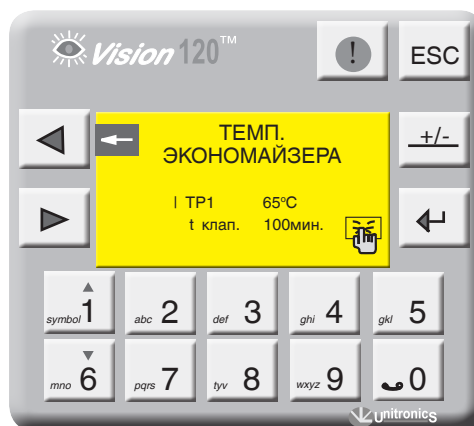 Vision 120™
!
ESC
ТЕМП.
ЭКОНОМАЙЗЕРА
+/-
| ТР1 65°C
t клап. 100мин.
symbol 1
abc 2
def 3
ghi 4
gkl 5
mno 6
pqrs 7
tyv 8
wxyz 9
0
unitronics